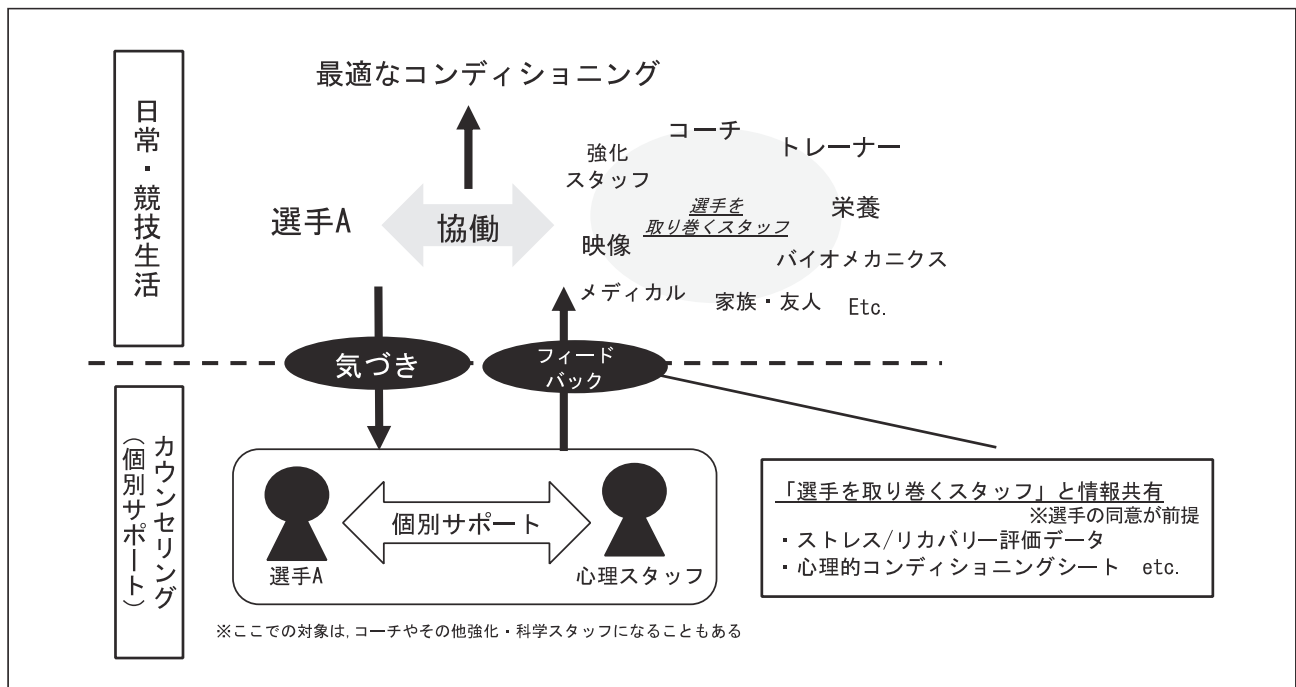 日常・競技生活
最適なコンディショニング
選手A
協働
コーチ
強化
スタッフ
トレーナー
選手を
取り巻くスタッフ
栄養
映像
バイオメカニクス
メディカル
家族・友人
Etc.
気づき
フィード
バック
カウンセリング
（個別サポート）
個別サポート
選手A
心理スタッフ
※ここでの対象は,コーチやその他強化・科学スタッフになることもある
「選手を取り巻くスタッフ」と情報共有
※選手の同意が前提
・ストレス/リカバリー評価データ
・心理的コンディショニングシート　etc.